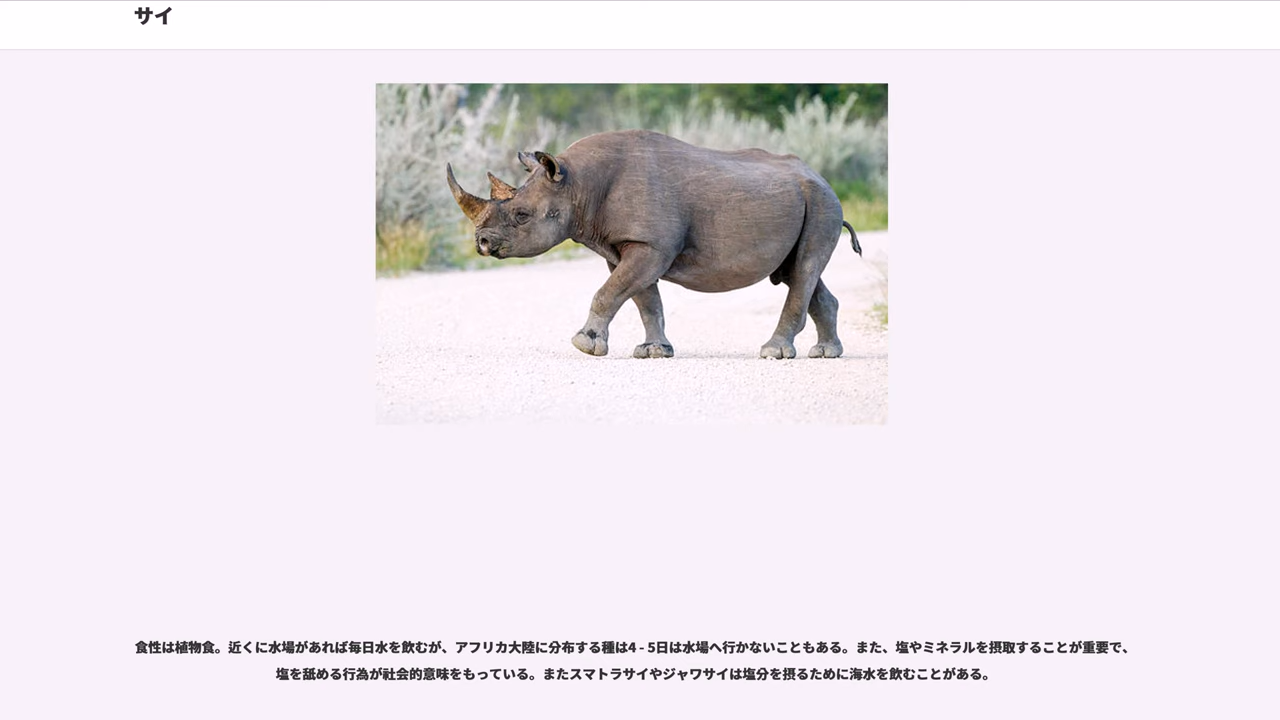 サイ
食性は植物食。近くに水場があれば毎日水を飲むが、アフリカ大陸に分布する種は4 - 5日は水場へ行かないこともある。また、塩やミネラルを摂取することが重要で、
塩を舐める行為が社会的意味をもっている。またスマトラサイやジャワサイは塩分を摂るために海水を飲むことがある。